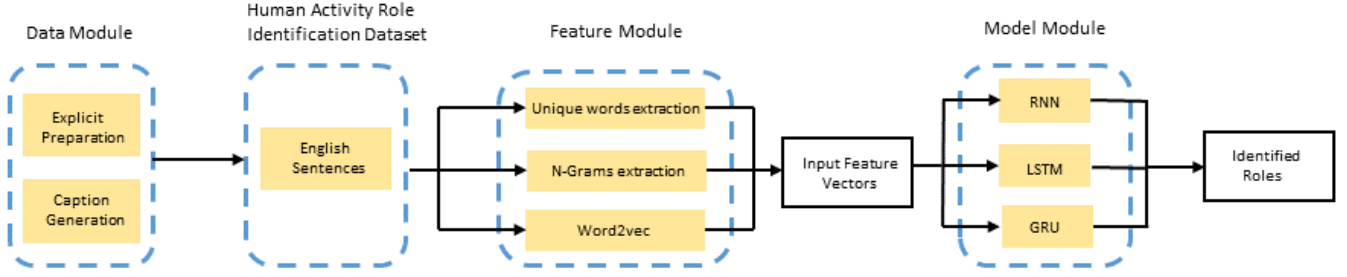 Data Module
Explicit
Preparation
Caption
Generation
Human Activity Role
Identification Dataset
English
Sentences
Feature Module
Unique words extraction
N-Grams extraction
Word2vec
Input Feature
Vectors
Model Module
RNN
LSTM
GRU
Identified
Roles